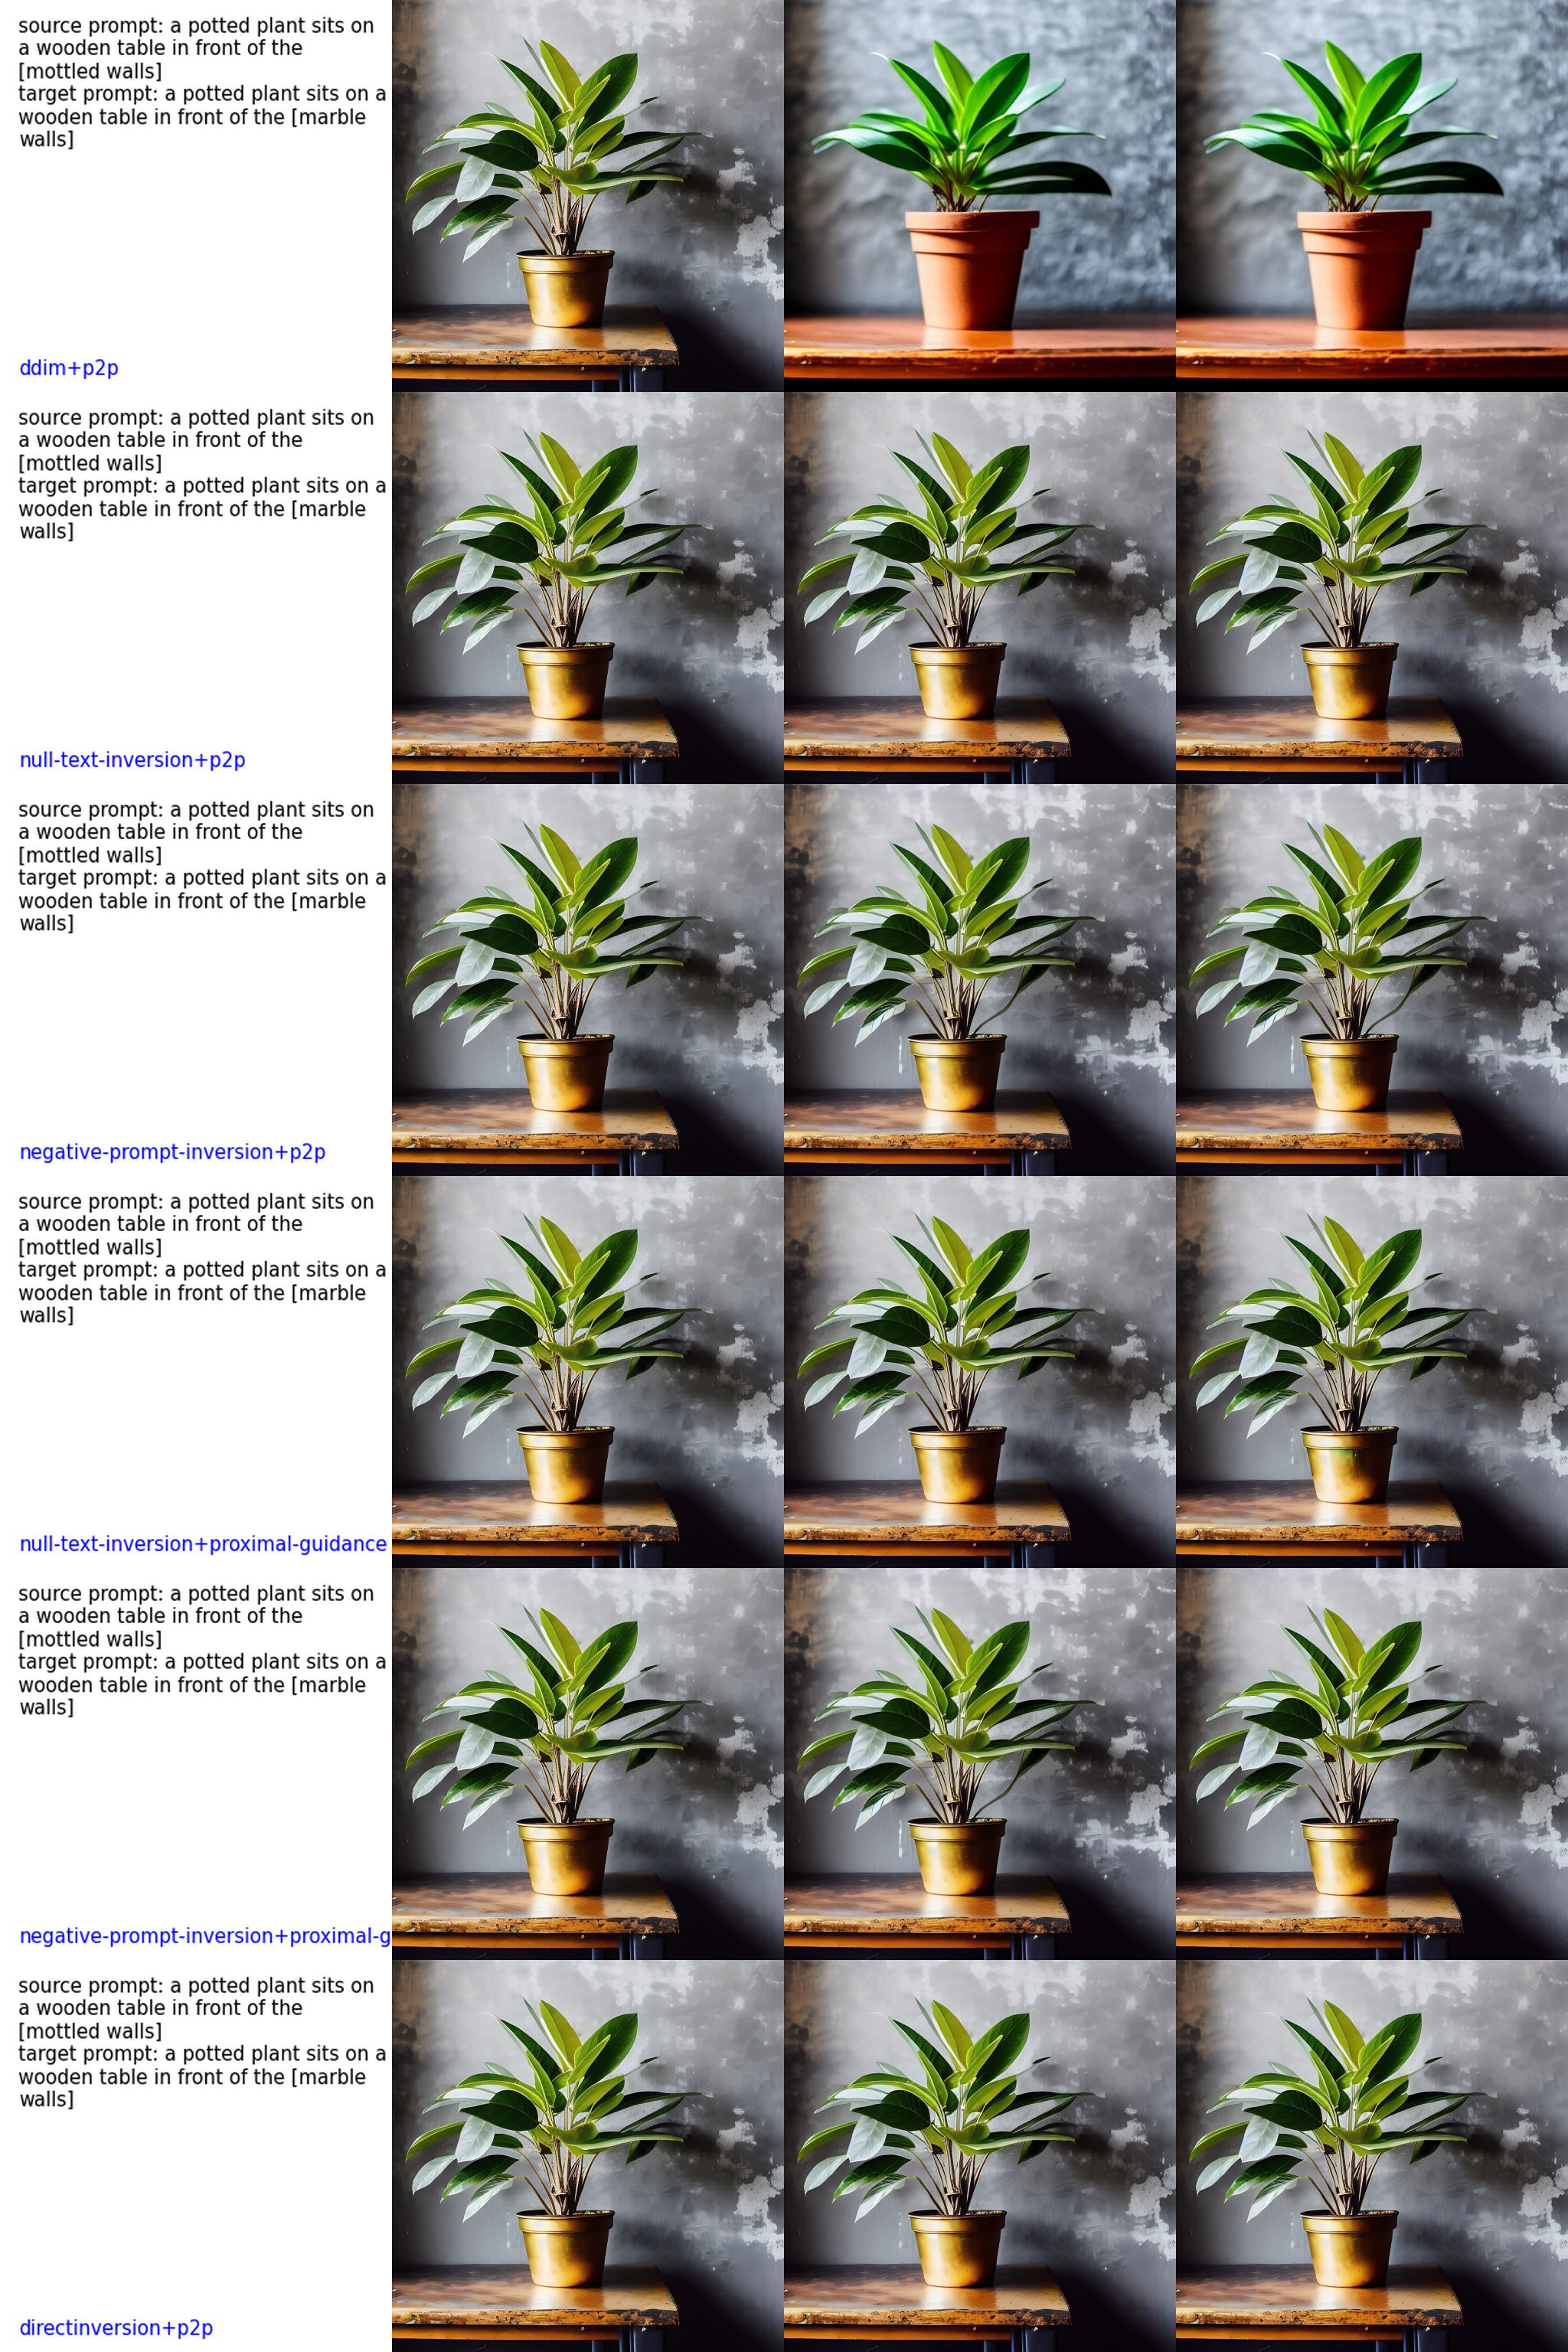 source prompt: a potted plant sits on
a wooden table in front of the
[mottled walls]
target prompt: a potted plant sits on a
wooden table in front of the [marble
walls]
ddim+p2p
source prompt: a potted plant sits on
a wooden table in front of the
[mottled walls]
target prompt: a potted plant sits on a
wooden table in front of the [marble
walls]
null-text-inversion+p2p
source prompt: a potted plant sits on
a wooden table in front of the
[mottled walls]
target prompt: a potted plant sits on a
wooden table in front of the [marble
walls]
negative-prompt-inversion+p2p
source prompt: a potted plant sits on
a wooden table in front of the
[mottled walls]
target prompt: a potted plant sits on a
wooden table in front of the [marble
walls]
null-text-inversion+proximal-guidance
source prompt: a potted plant sits on
a wooden table in front of the
[mottled walls]
target prompt: a potted plant sits on a
wooden table in front of the [marble
walls]
negative-prompt-inversion+proximal-g
source prompt: a potted plant sits on
a wooden table in front of the
[mottled walls]
target prompt: a potted plant sits on a
wooden table in front of the [marble
walls]
directinversion+p2p